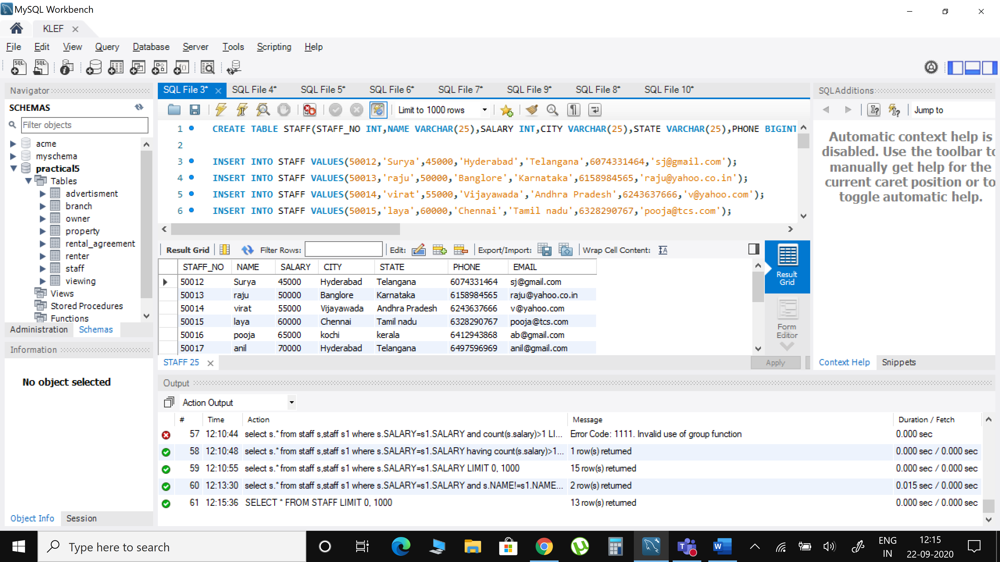 MySQL Workbench
KLEF
File Edit View Query Database Server Tools Scripting Help
Navigator
SCHEMAS
Filter objects
acme
myschema
practical5
Tables
advertisment
branch
owner
property
rental_agreement
renter
staff
viewing
Views
Stored Procedures
Functions
Administration Schemas
Information
No object selected
Object Info Session
SQL File 3* SQL File 4* SQL File 5* SQL File 6* SQL File 7* SQL File 9* SQL File 8* SQL File 10*
Limit to 1000 rows
1 CREATE TABLE STAFF(STAFF_NO INT,NAME VARCHAR(25),SALARY INT,CITY VARCHAR(25),STATE VARCHAR(25),PHONE BIGINT
2
3 INSERT INTO STAFF VALUES(50012,'Surya',45000,'Hyderabad','Telangana',6074331464,'sj@gmail.com');
4 INSERT INTO STAFF VALUES(50013,'raju',50000,'Banglore','Karnataka',6158984565,'raju@yahoo.co.in');
5 INSERT INTO STAFF VALUES(50014,'virat',55000,'Vijayawada','Andhra Pradesh',6243637666,'v@yahoo.com');
6 INSERT INTO STAFF VALUES(50015,'laya',60000,'Chennai','Tamil nadu',6328290767,'pooja@tcs.com');
Result Grid Filter Rows: Edit: Export/Import: Wrap Cell Content:
STAFF_NO NAME SALARY CITY STATE PHONE EMAIL
50012 Surya 45000 Hyderabad Telangana 6074331464 sj@gmail.com
50013 raju 50000 Banglore Karnataka 6158984565 raju@yahoo.co.in
50014 virat 55000 Vijayawada Andhra Pradesh 6243637666 v@yahoo.com
50015 laya 60000 Chennai Tamil nadu 6328290767 pooja@tcs.com
50016 pooja 65000 kochi kerala 6412943868 ab@gmail.com
50017 anil 70000 Hyderabad Telangana 6497596969 anil@gmail.com
Result
Grid
Form
Editor
STAFF 25
Apply
SQLAdditions
Jump to
Automatic context help is
disabled. Use the toolbar to
manually get help for the
current caret position or to
toggle automatic help.
Context Help Snippets
Output
Action Output
# Time Action Message Duration / Fetch
57 12:10:44 select s.* from staff s,staff s1 where s.SALARY=s1.SALARY and count(s.salary)>1 LI... Error Code: 1111. Invalid use of group function 0.000 sec
58 12:10:48 select s.* from staff s,staff s1 where s.SALARY=s1.SALARY having count(s.salary)>1... 1 row(s) returned 0.000 sec / 0.000 sec
59 12:10:55 select s.* from staff s,staff s1 where s.SALARY=s1.SALARY LIMIT 0, 1000 15 row(s) returned 0.000 sec / 0.000 sec
60 12:13:30 select s.* from staff s,staff s1 where s.SALARY=s1.SALARY and s.NAME!=s1.NAME... 2 row(s) returned 0.015 sec / 0.000 sec
61 12:15:36 SELECT * FROM STAFF LIMIT 0, 1000 13 row(s) returned 0.000 sec / 0.000 sec
Type here to search
ENG
IN
12:15
22-09-2020